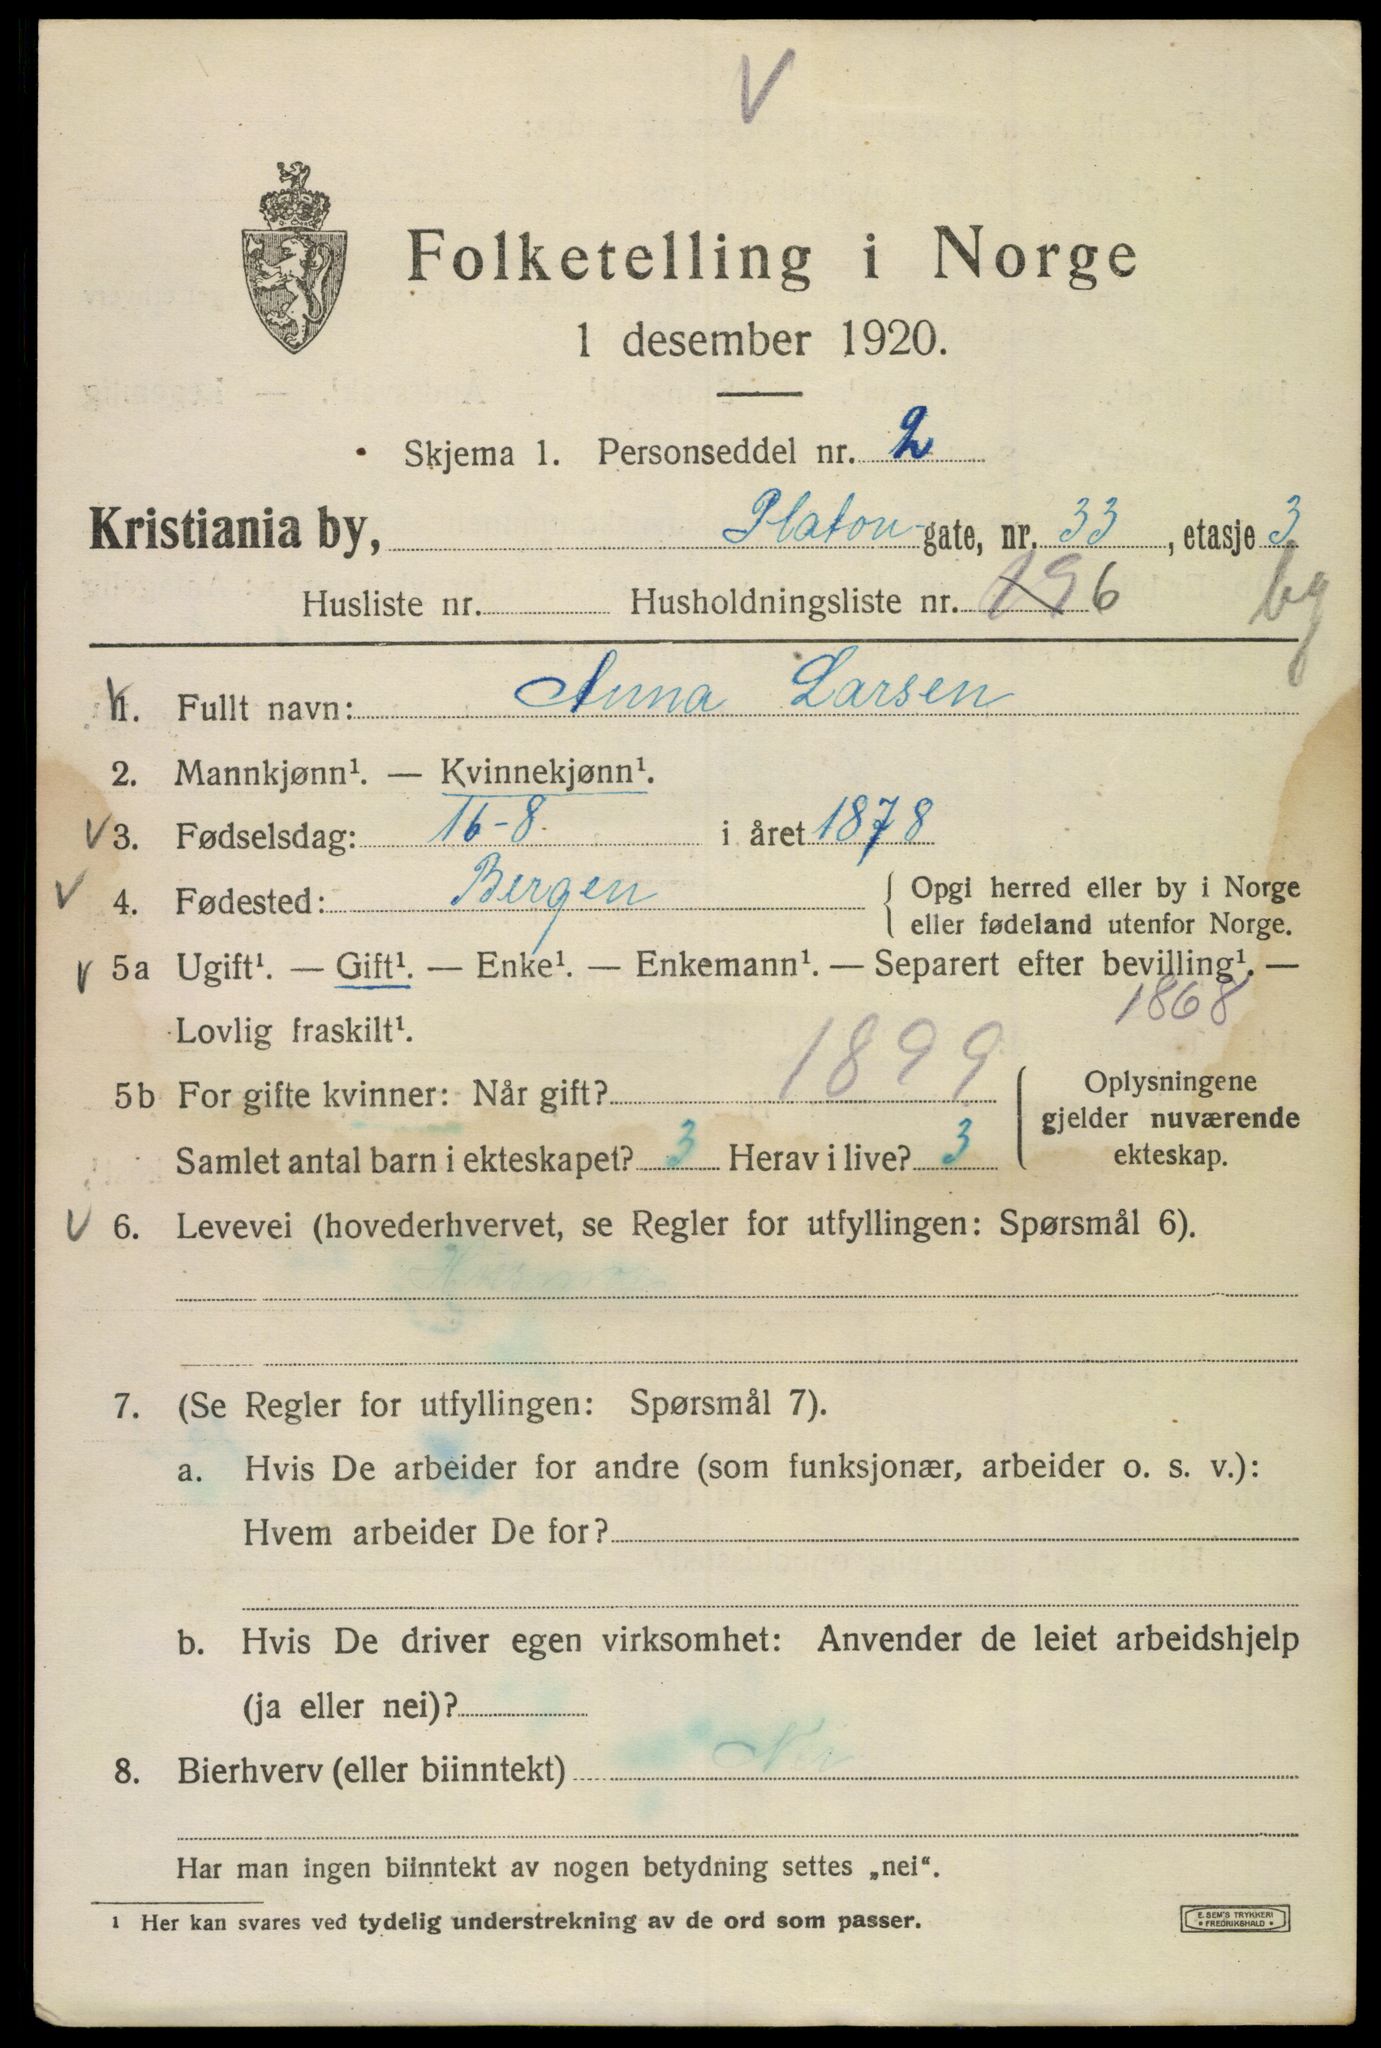 V
Folketelling i Norge
1 desember 1920.
Skjema 1. Personseddel nr. 2
Kristiania by, Platou gate, nr. 33, etasje 3
Husliste nr. Husholdningsliste nr. 196 6 bg
1. Fullt navn: Anna Larsen
2. Mannkjønn¹. — Kvinnekjønn¹.
V 3. Fødselsdag: 16-8 i året 1878
V 4. Fødested: Bergen { Opgi herred eller by i Norge
eller fødeland utenfor Norge.
V 5a Ugift¹. — Gift¹. — Enke¹. — Enkemann¹. — Separert efter bevilling¹. —
Lovlig fraskilt¹. 1868
5b For gifte kvinner: Når gift? 1899 { Oplysningene
gjelder nuværende
ekteskap.
Samlet antal barn i ekteskapet? 3 Herav i live? 3
V 6. Levevei (hovederhvervet, se Regler for utfyllingen: Spørsmål 6).
7. (Se Regler for utfyllingen: Spørsmål 7).
a. Hvis De arbeider for andre (som funksjonær, arbeider o. s. v.):
Hvem arbeider De for?
b. Hvis De driver egen virksomhet: Anvender de leiet arbeidshjelp
(ja eller nei)?
8. Bierhverv (eller biinntekt) Nei
Har man ingen biinntekt av nogen betydning settes „nei“.
¹ Her kan svares ved tydelig understrekning av de ord som passer.
E. SEM'S TRYKKERI
• FREDRIKSHALD •